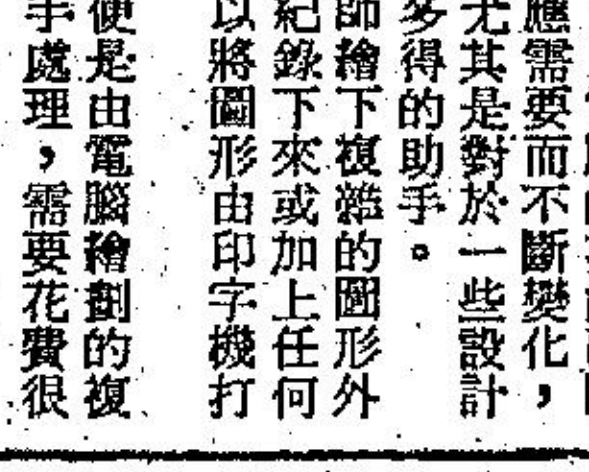 應需要而不斷變化，
尤其是對於一些設計
多得的助手。
師繪下複雜的圖形外
紀錄下來或加上任何
以將圖形由印字機打
便是由電腦繪劃的複
手處理，需要花費很